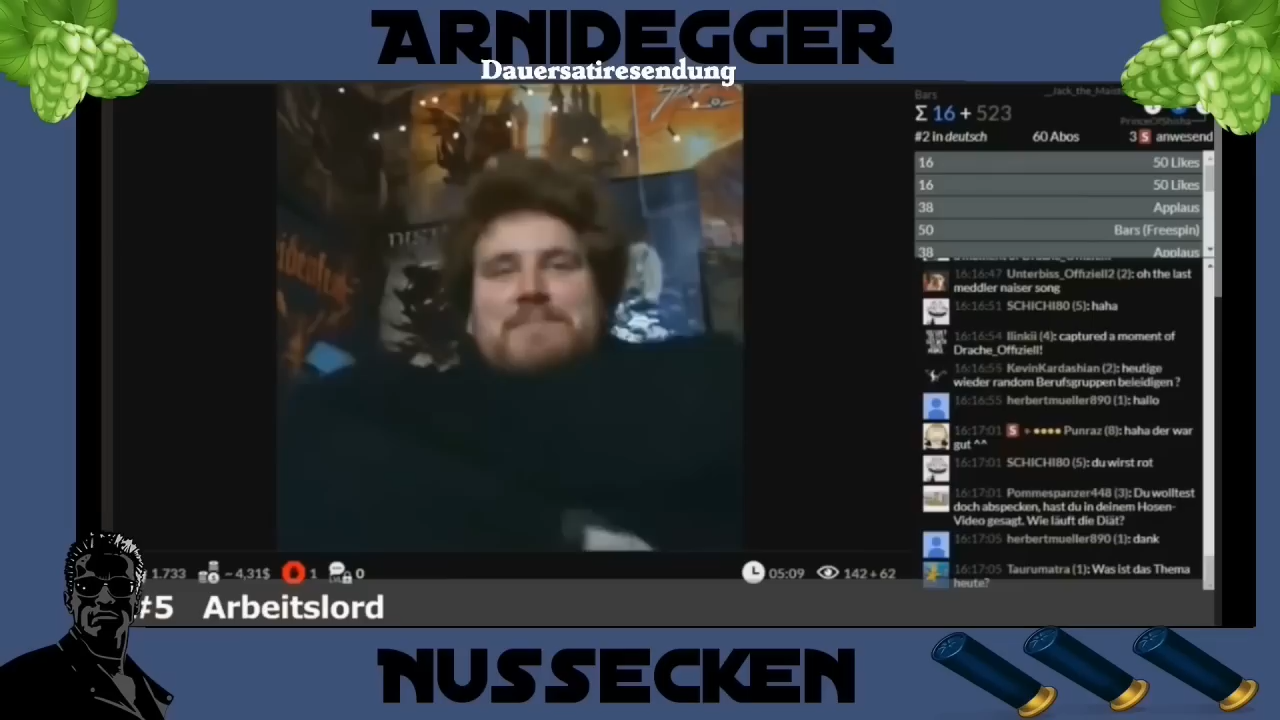 ARNIDEGGER
Dauersatiresendung
Bars
Σ 16 + 523
#2 in deutsch 60 Abos 3 S anwesend
16 50 Likes
16 50 Likes
38 Applaus
50 Bars (Freespin)
38 Applaus
16:16:47 Unterbiss_Offiziell2 (2): oh the last
meddler naiser song
16:16:51 SCHICHI80 (5): haha
16:16:54 Ilinkii (4): captured a moment of
Drache_Offiziell!
16:16:55 KevinKardashian (2): heutige
wieder random Berufsgruppen beleidigen ?
16:16:55 herbertmueller890 (1): hallo
16:17:01 S Punraz (8): haha der war
gut ^^
16:17:01 SCHICHI80 (5): du wirst rot
16:17:01 Pommespanzer448 (3): Du wolltest
doch abspecken, hast du in deinem Hosen-
Video gesagt. Wie läuft die Diät?
16:17:05 herbertmueller890 (1): dank
16:17:05 Taurumatra (1): Was ist das Thema
heute?
1.733 ~ 4,31$ 1 0 05:09 142+62
#5 Arbeitslord
NUSSECKEN